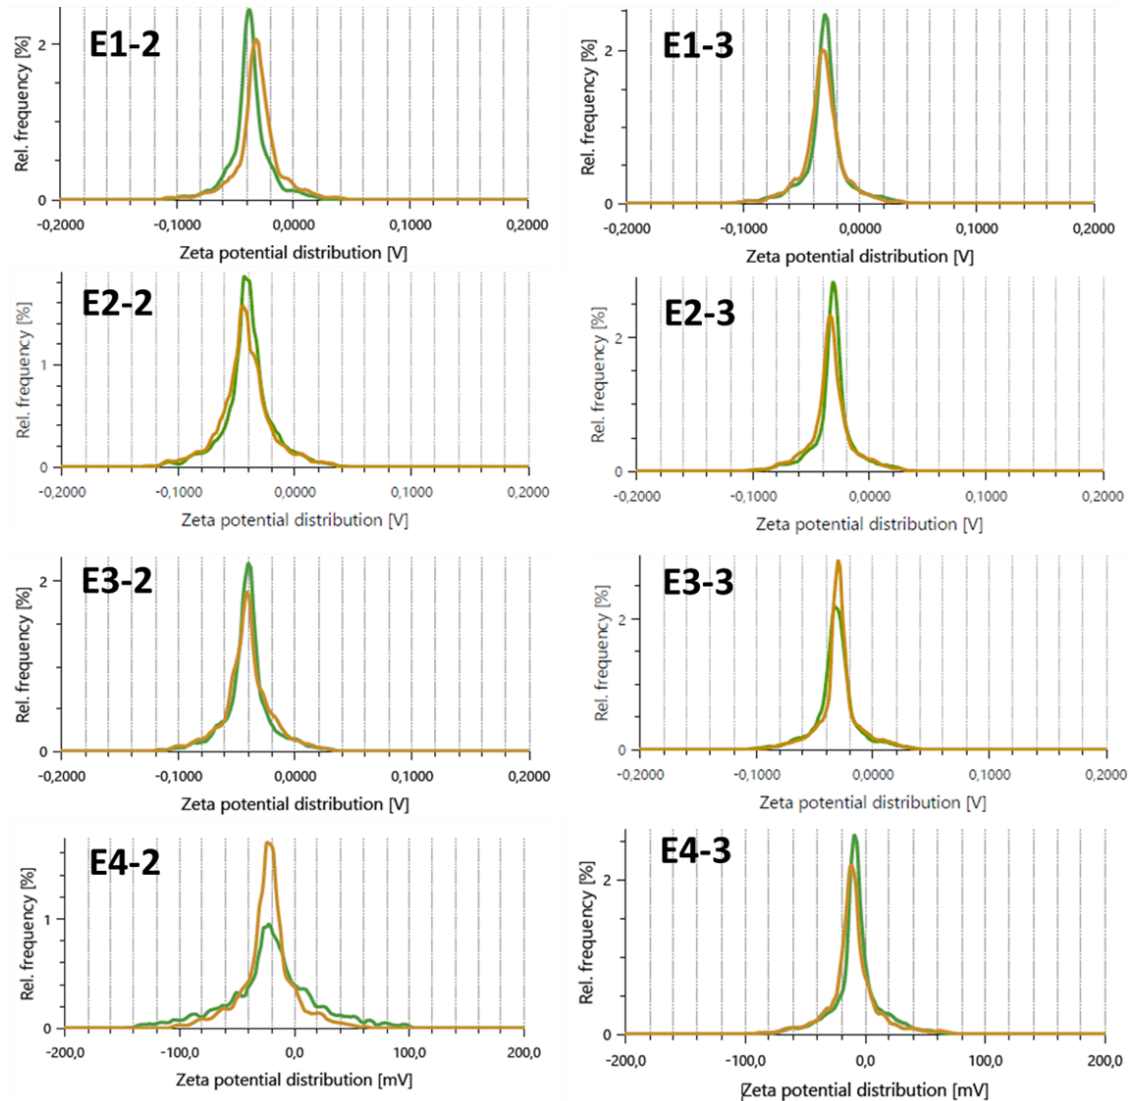 E1-2
Rel. frequency [%]
2
0
-0,2000 -0,1000 0,0000 0,1000 0,2000
Zeta potential distribution [V]
E1-3
Rel. frequency [%]
2
0
-0,2000 -0,1000 0,0000 0,1000 0,2000
Zeta potential distribution [V]
E2-2
Rel. frequency [%]
1
0
-0,2000 -0,1000 0,0000 0,1000 0,2000
Zeta potential distribution [V]
E2-3
Rel. frequency [%]
2
0
-0,2000 -0,1000 0,0000 0,1000 0,2000
Zeta potential distribution [V]
E3-2
Rel. frequency [%]
2
0
-0,2000 -0,1000 0,0000 0,1000 0,2000
Zeta potential distribution [V]
E3-3
Rel. frequency [%]
2
0
-0,2000 -0,1000 0,0000 0,1000 0,2000
Zeta potential distribution [V]
E4-2
Rel. frequency [%]
1
0
-200,0 -100,0 0,0 100,0 200,0
Zeta potential distribution [mV]
E4-3
Rel. frequency [%]
2
0
-200,0 -100,0 0,0 100,0 200,0
Zeta potential distribution [mV]